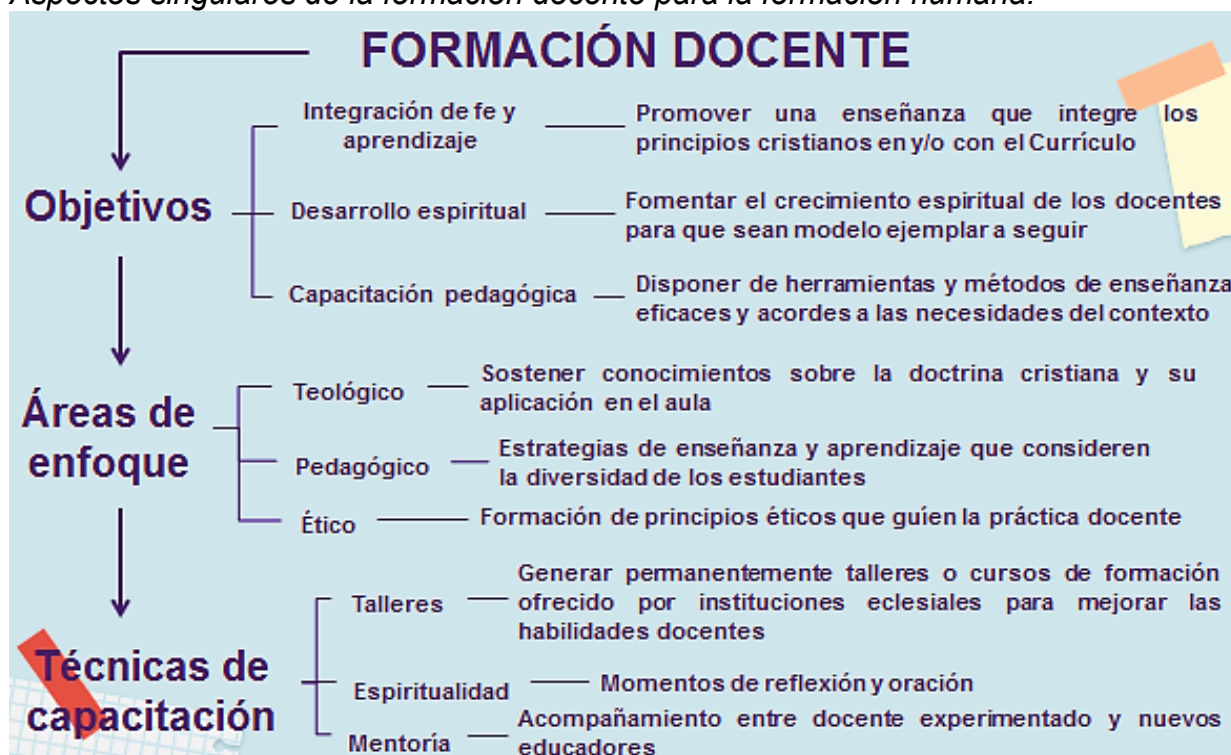 Aspectos singulares de la formación docente para la formación humana.
FORMACIÓN DOCENTE
Objetivos
Integración de fe y
aprendizaje
Promover una enseñanza que integre los
principios cristianos en y/o con el Currículo
Desarrollo espiritual
Fomentar el crecimiento espiritual de los docentes
para que sean modelo ejemplar a seguir
Capacitación pedagógica
Disponer de herramientas y métodos de enseñanza
eficaces y acordes a las necesidades del contexto
Áreas de
enfoque
Teológico
Sostener conocimientos sobre la doctrina cristiana y su
aplicación en el aula
Pedagógico
Estrategias de enseñanza y aprendizaje que consideren
la diversidad de los estudiantes
Ético
Formación de principios éticos que guíen la práctica docente
Técnicas de
capacitación
Talleres
Generar permanentemente talleres o cursos de formación
ofrecido por instituciones eclesiales para mejorar las
habilidades docentes
Espiritualidad
Momentos de reflexión y oración
Mentoría
Acompañamiento entre docente experimentado y nuevos
educadores